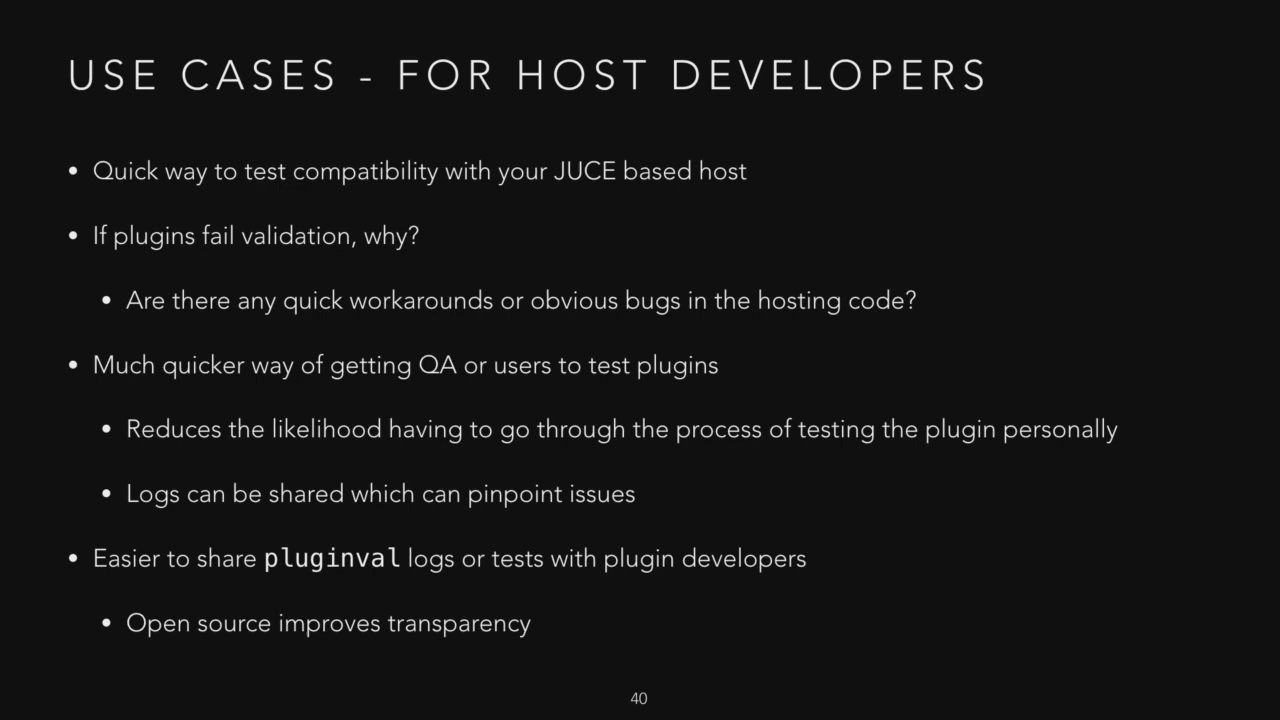 USE CASES - FOR HOST DEVELOPERS
• Quick way to test compatibility with your JUCE based host
• If plugins fail validation, why?
• Are there any quick workarounds or obvious bugs in the hosting code?
• Much quicker way of getting QA or users to test plugins
• Reduces the likelihood having to go through the process of testing the plugin personally
• Logs can be shared which can pinpoint issues
• Easier to share pluginval logs or tests with plugin developers
• Open source improves transparency
40